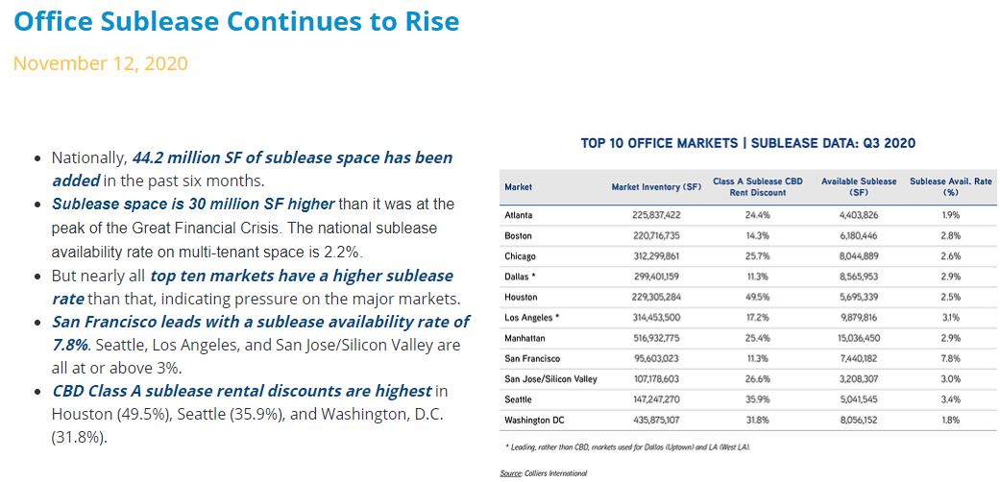 Office Sublease Continues to Rise
November 12, 2020
• Nationally, 44.2 million SF of sublease space has been
added in the past six months.
• Sublease space is 30 million SF higher than it was at the
peak of the Great Financial Crisis. The national sublease
availability rate on multi-tenant space is 2.2%.
• But nearly all top ten markets have a higher sublease
rate than that, indicating pressure on the major markets.
• San Francisco leads with a sublease availability rate of
7.8%. Seattle, Los Angeles, and San Jose/Silicon Valley are
all at or above 3%.
• CBD Class A sublease rental discounts are highest in
Houston (49.5%), Seattle (35.9%), and Washington, D.C.
(31.8%).
TOP 10 OFFICE MARKETS | SUBLEASE DATA: Q3 2020
Market Market Inventory (SF) Class A Sublease CBD Available Sublease Sublease Avail. Rate
Rent Discount (SF) (%)
Atlanta 225,837,422 24.4% 4,403,826 1.9%
Boston 220,716,735 14.3% 6,180,446 2.8%
Chicago 312,299,861 25.7% 8,044,889 2.6%
Dallas * 299,401,159 11.3% 8,565,953 2.9%
Houston 229,305,284 49.5% 5,695,339 2.5%
Los Angeles * 314,453,500 17.2% 9,879,816 3.1%
Manhattan 516,932,775 25.4% 15,036,450 2.9%
San Francisco 95,603,023 11.3% 7,440,182 7.8%
San Jose/Silicon Valley 107,178,603 26.6% 3,208,307 3.0%
Seattle 147,247,270 35.9% 5,041,545 3.4%
Washington DC 435,875,107 31.8% 8,056,152 1.8%
* Leading, rather than CBD, markets used for Dallas (Uptown) and LA (West LA).
Source: Colliers International